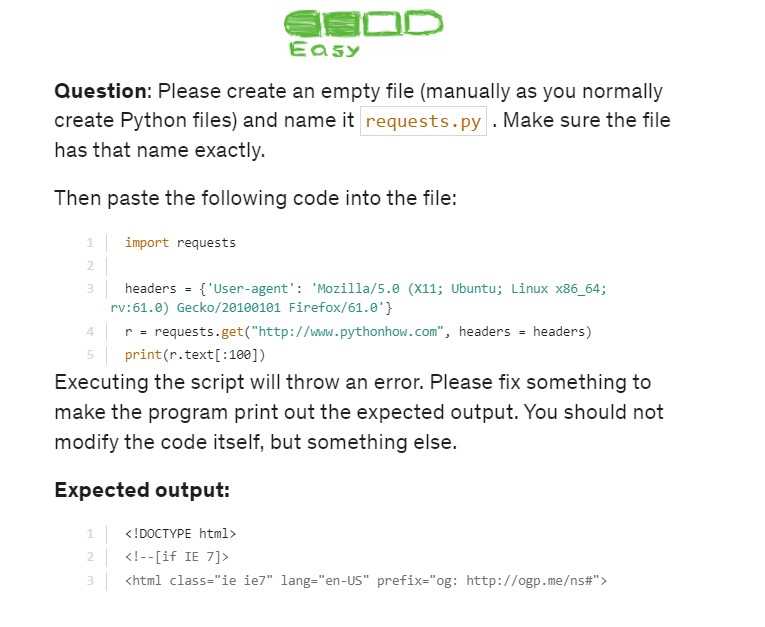 Easy
Question: Please create an empty file (manually as you normally
create Python files) and name it requests.py . Make sure the file
has that name exactly.
Then paste the following code into the file:
1 import requests
2
3 headers = {'User-agent': 'Mozilla/5.0 (X11; Ubuntu; Linux x86_64;
rv:61.0) Gecko/20100101 Firefox/61.0'}
4 r = requests.get("http://www.pythonhow.com", headers = headers)
5 print(r.text[:100])
Executing the script will throw an error. Please fix something to
make the program print out the expected output. You should not
modify the code itself, but something else.
Expected output:
1 <!DOCTYPE html>
2 <!--[if IE 7]>
3 <html class="ie ie7" lang="en-US" prefix="og: http://ogp.me/ns#">